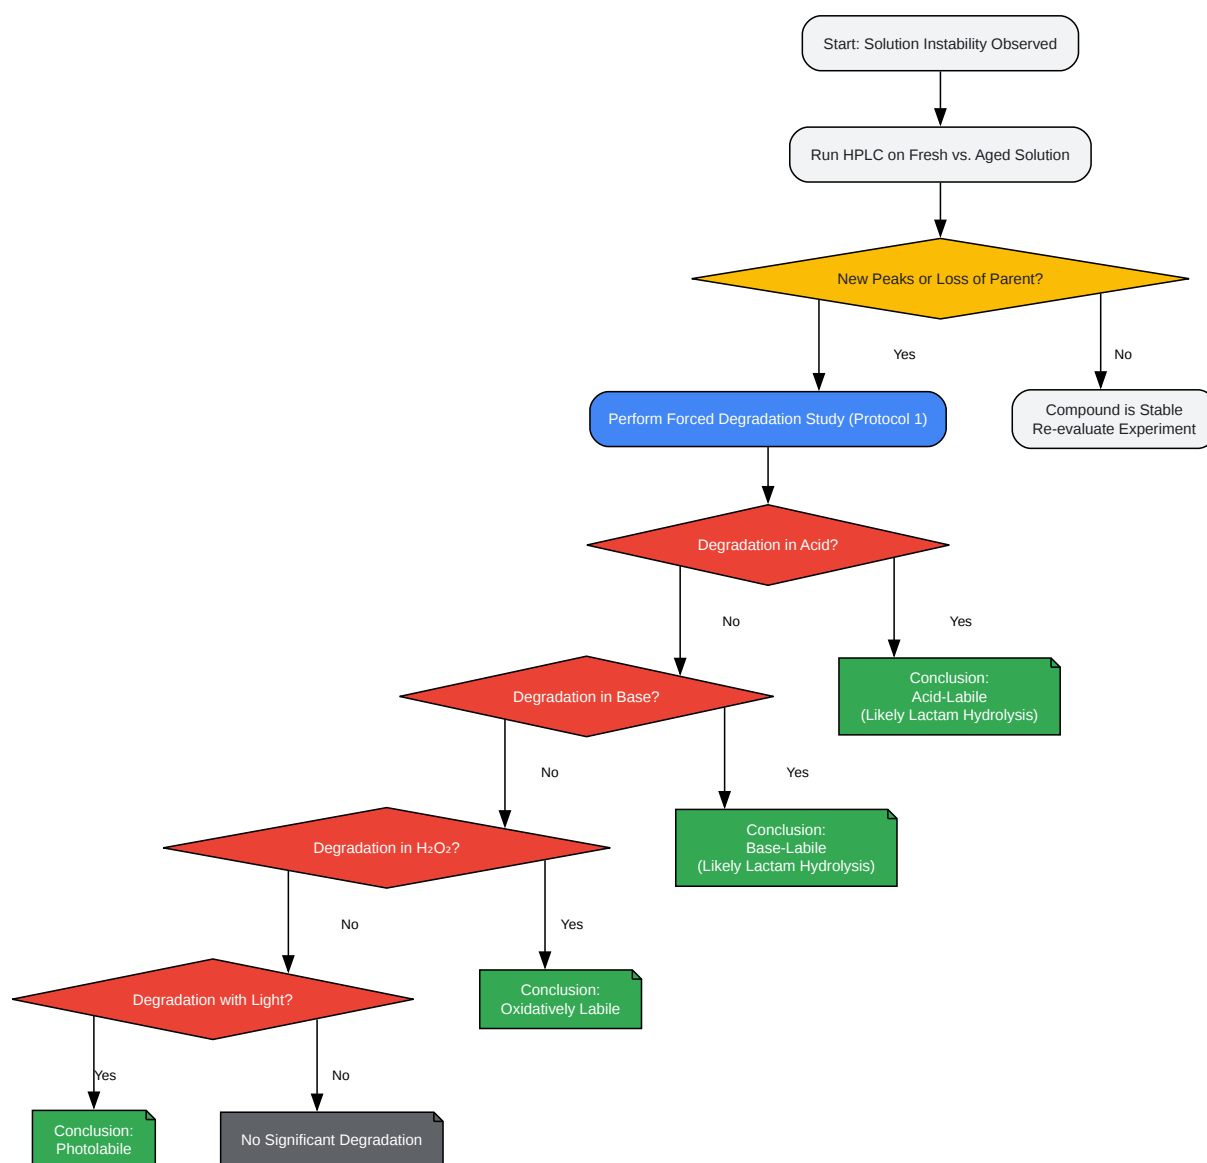 Start: Solution Instability Observed
Run HPLC on Fresh vs. Aged Solution
New Peaks or Loss of Parent?
Yes
No
Perform Forced Degradation Study (Protocol 1)
Compound is Stable
Re-evaluate Experiment
Degradation in Acid?
No
Yes
Conclusion:
Acid-Labile
(Likely Lactam Hydrolysis)
Degradation in Base?
No
Yes
Conclusion:
Base-Labile
(Likely Lactam Hydrolysis)
Degradation in H₂O₂?
No
Yes
Conclusion:
Oxidatively Labile
Degradation with Light?
Yes
No
Conclusion:
Photolabile
No Significant Degradation